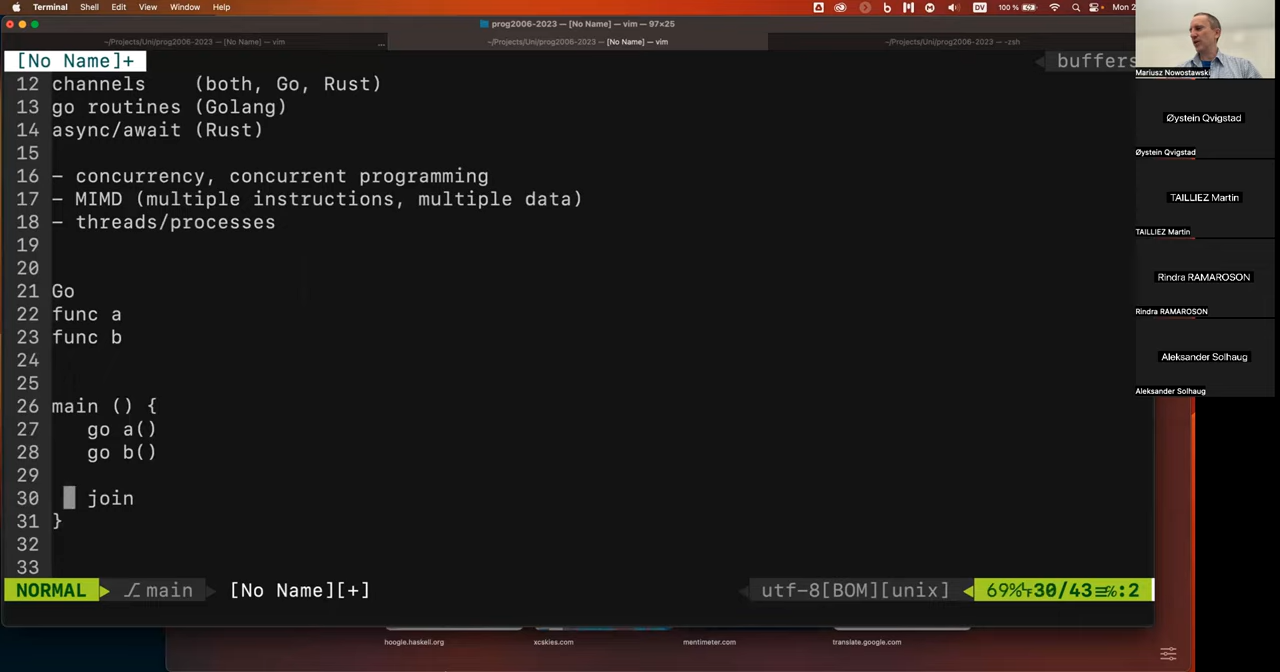 Terminal Shell Edit View Window Help 100 % DV Mon 2
prog2006-2023 — [No Name] — vim — 97×25
~/Projects/Uni/prog2006-2023 — [No Name] — vim ... ~/Projects/Uni/prog2006-2023 — [No Name] — vim ~/Projects/Uni/prog2006-2023 — -zsh
[No Name]+ buffers
12 channels (both, Go, Rust)
13 go routines (Golang)
14 async/await (Rust)
15
16 - concurrency, concurrent programming
17 - MIMD (multiple instructions, multiple data)
18 - threads/processes
19
20
21 Go
22 func a
23 func b
24
25
26 main () {
27 go a()
28 go b()
29
30 join
31 }
32
33
NORMAL main [No Name][+] utf-8[BOM][unix] 69% 30/43 :2
hoogle.haskell.org xcskies.com mentimeter.com translate.google.com
Mariusz Nowostawski
Øystein Qvigstad
Øystein Qvigstad
TAILLIEZ Martin
TAILLIEZ Martin
Rindra RAMAROSON
Rindra RAMAROSON
Aleksander Solhaug
Aleksander Solhaug